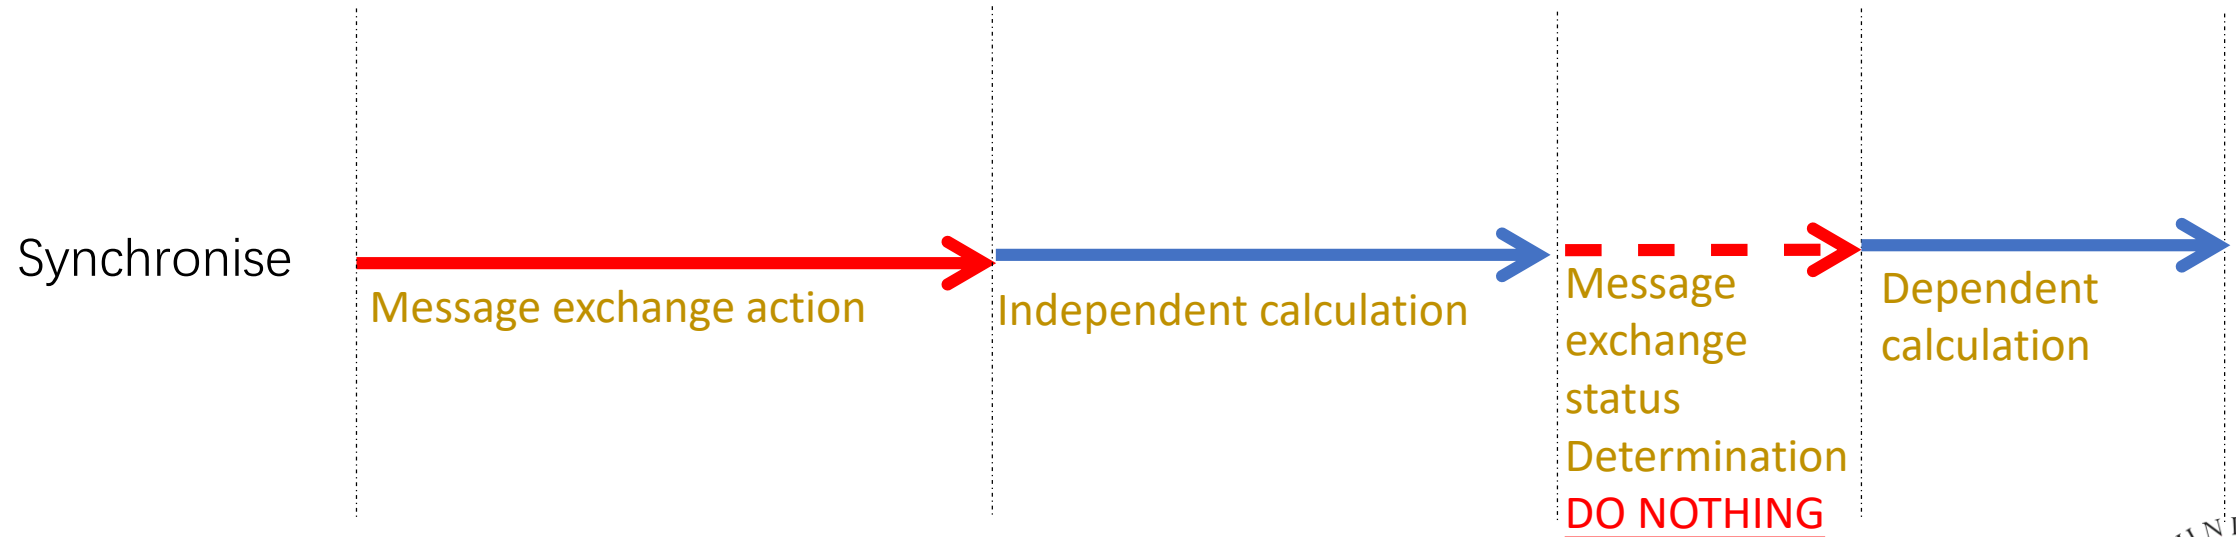 Synchronise
Message exchange action
Independent calculation
Message
exchange
status
Determination
DO NOTHING
Dependent
calculation